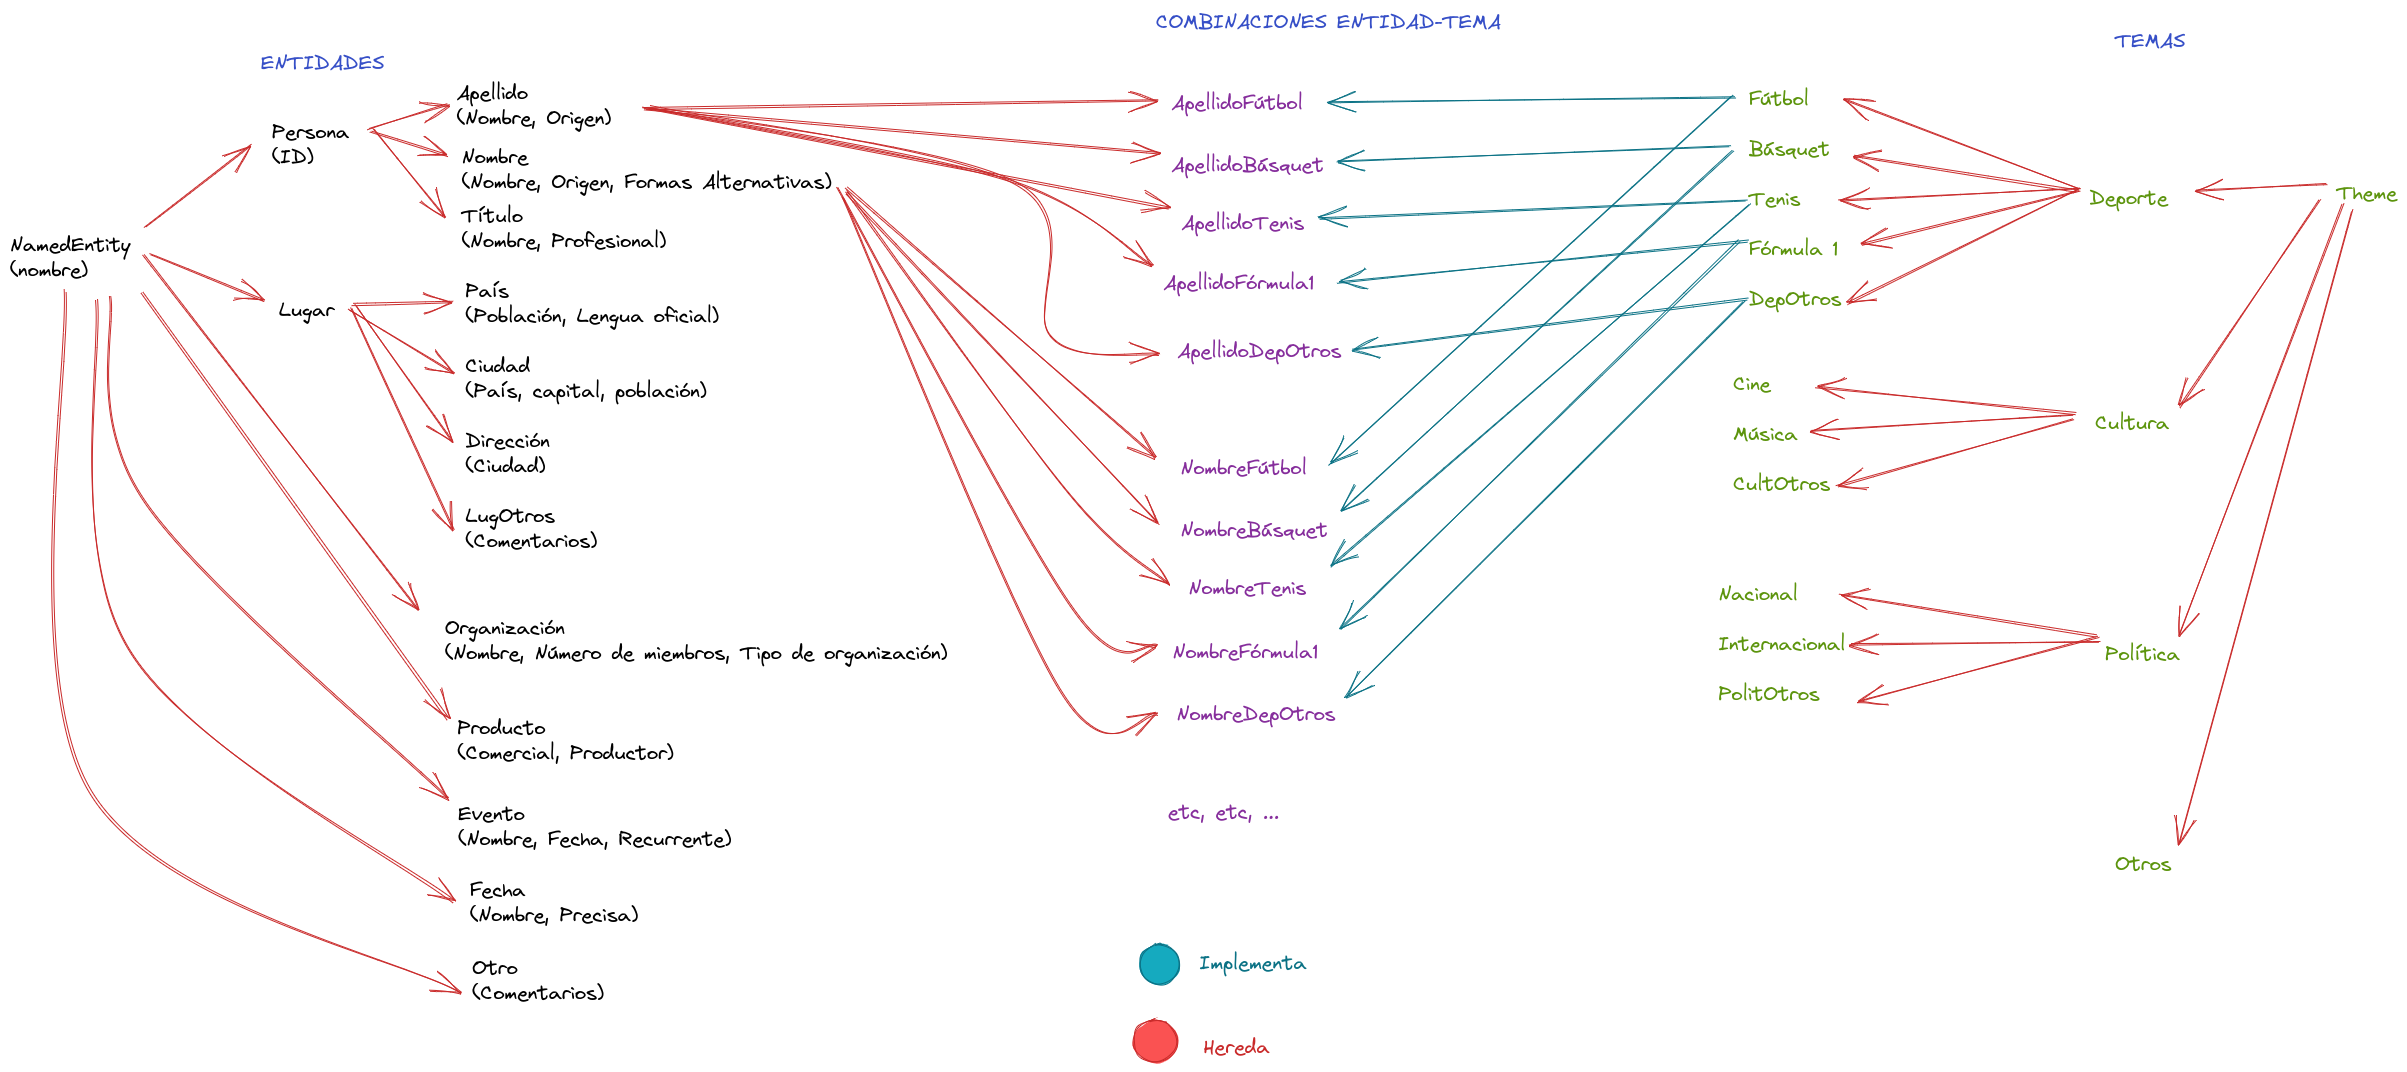 COMBINACIONES ENTIDAD-TEMA
TEMAS
ENTIDADES
NamedEntity
(nombre)
Persona
(ID)
Lugar
Apellido
(Nombre, Origen)
Nombre
(Nombre, Origen, Formas Alternativas)
Título
(Nombre, Profesional)
País
(Población, Lengua oficial)
Ciudad
(País, capital, población)
Dirección
(Ciudad)
LugOtros
(Comentarios)
Organización
(Nombre, Número de miembros, Tipo de organización)
Producto
(Comercial, Productor)
Evento
(Nombre, Fecha, Recurrente)
Fecha
(Nombre, Precisa)
Otro
(Comentarios)
ApellidoFútbol
ApellidoBásquet
ApellidoTenis
ApellidoFórmula1
ApellidoDepOtros
NombreFútbol
NombreBásquet
NombreTenis
NombreFórmula1
NombreDepOtros
etc, etc, ...
Implementa
Hereda
Fútbol
Básquet
Tenis
Fórmula 1
DepOtros
Cine
Música
CultOtros
Nacional
Internacional
PolitOtros
Deporte
Cultura
Política
Otros
Theme